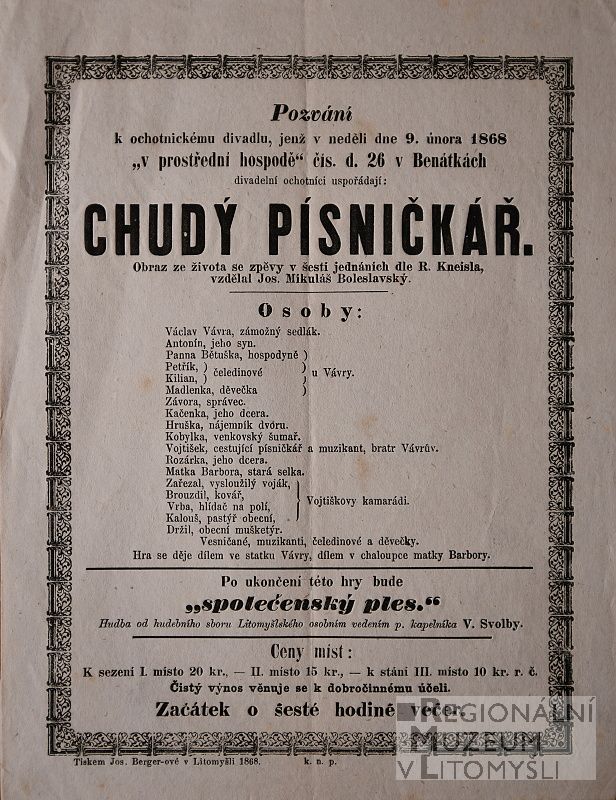 Pozvání
k ochotnickému divadlu, jenž v neděli dne 9. února 1868
„v prostřední hospodě“ čís. d. 26 v Benátkách
divadelní ochotníci uspořádají:
CHUDÝ PÍSNIČKÁŘ.
Obraz ze života se zpěvy v šesti jednáních dle R. Kneisla,
vzdělal Jos. Mikuláš Boleslavský.
Osoby:
Václav Vávra, zámožný sedlák.
Antonín, jeho syn.
Panna Bětuška, hospodyně )
Petřík, ) čeledinové ) u Vávry.
Kilian, ) )
Madlenka, děvečka )
Závora, správec.
Kačenka, jeho dcera.
Hruška, nájemník dvoru.
Kobylka, venkovský šumař.
Vojtíšek, cestující písničkář a muzikant, bratr Vávrův.
Rozárka, jeho dcera.
Matka Barbora, stará selka.
Zařezal, vysloužilý voják,
Brouzdil, kovář,
Vrba, hlídač na polí, } Vojtíškovy kamarádi.
Kalouš, pastýř obecní,
Držil, obecní mušketýr.
Vesničané, muzikanti, čeledinové a děvečky.
Hra se děje dílem ve statku Vávry, dílem v chaloupce matky Barbory.
Po ukončení této hry bude
„společenský ples.“
Hudba od hudebního sboru Litomyšlského osobním vedením p. kapelníka V. Svolby.
Ceny míst:
K sezení I. místo 20 kr., — II. místo 15 kr., — k stání III. místo 10 kr. r. č.
Čistý výnos věnuje se k dobročinnému účeli.
Začátek o šesté hodině večer.
Tiskem Jos. Berger-ové v Litomyšli 1868. k. n. p.
REGIONÁLNÍ
MUZEUM
V LITOMYŠLI